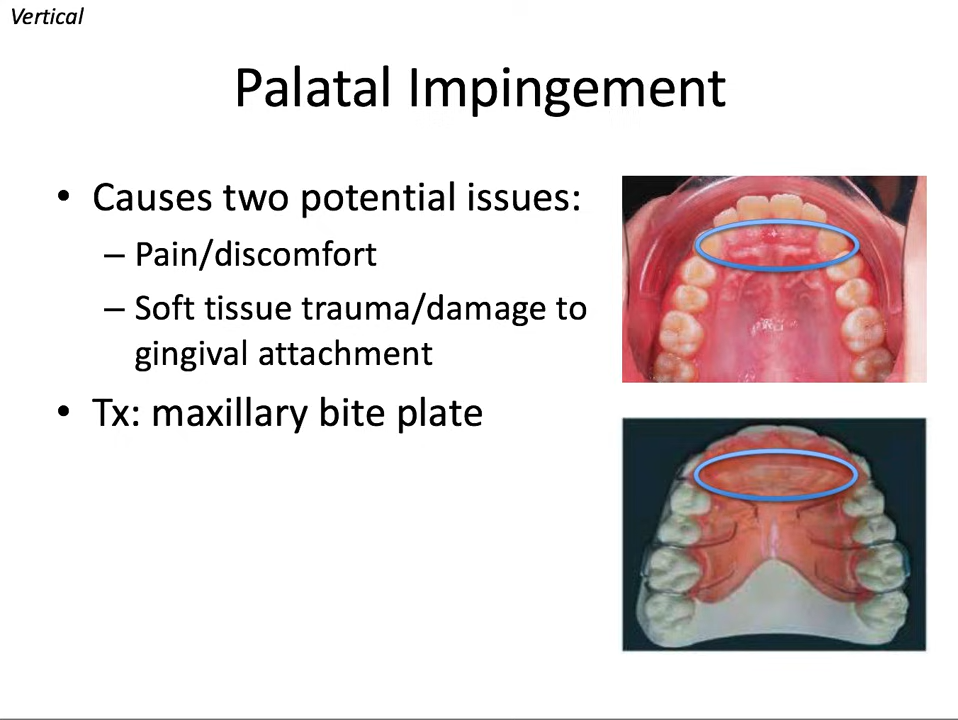 Vertical
Palatal Impingement
• Causes two potential issues:
– Pain/discomfort
– Soft tissue trauma/damage to
gingival attachment
• Tx: maxillary bite plate